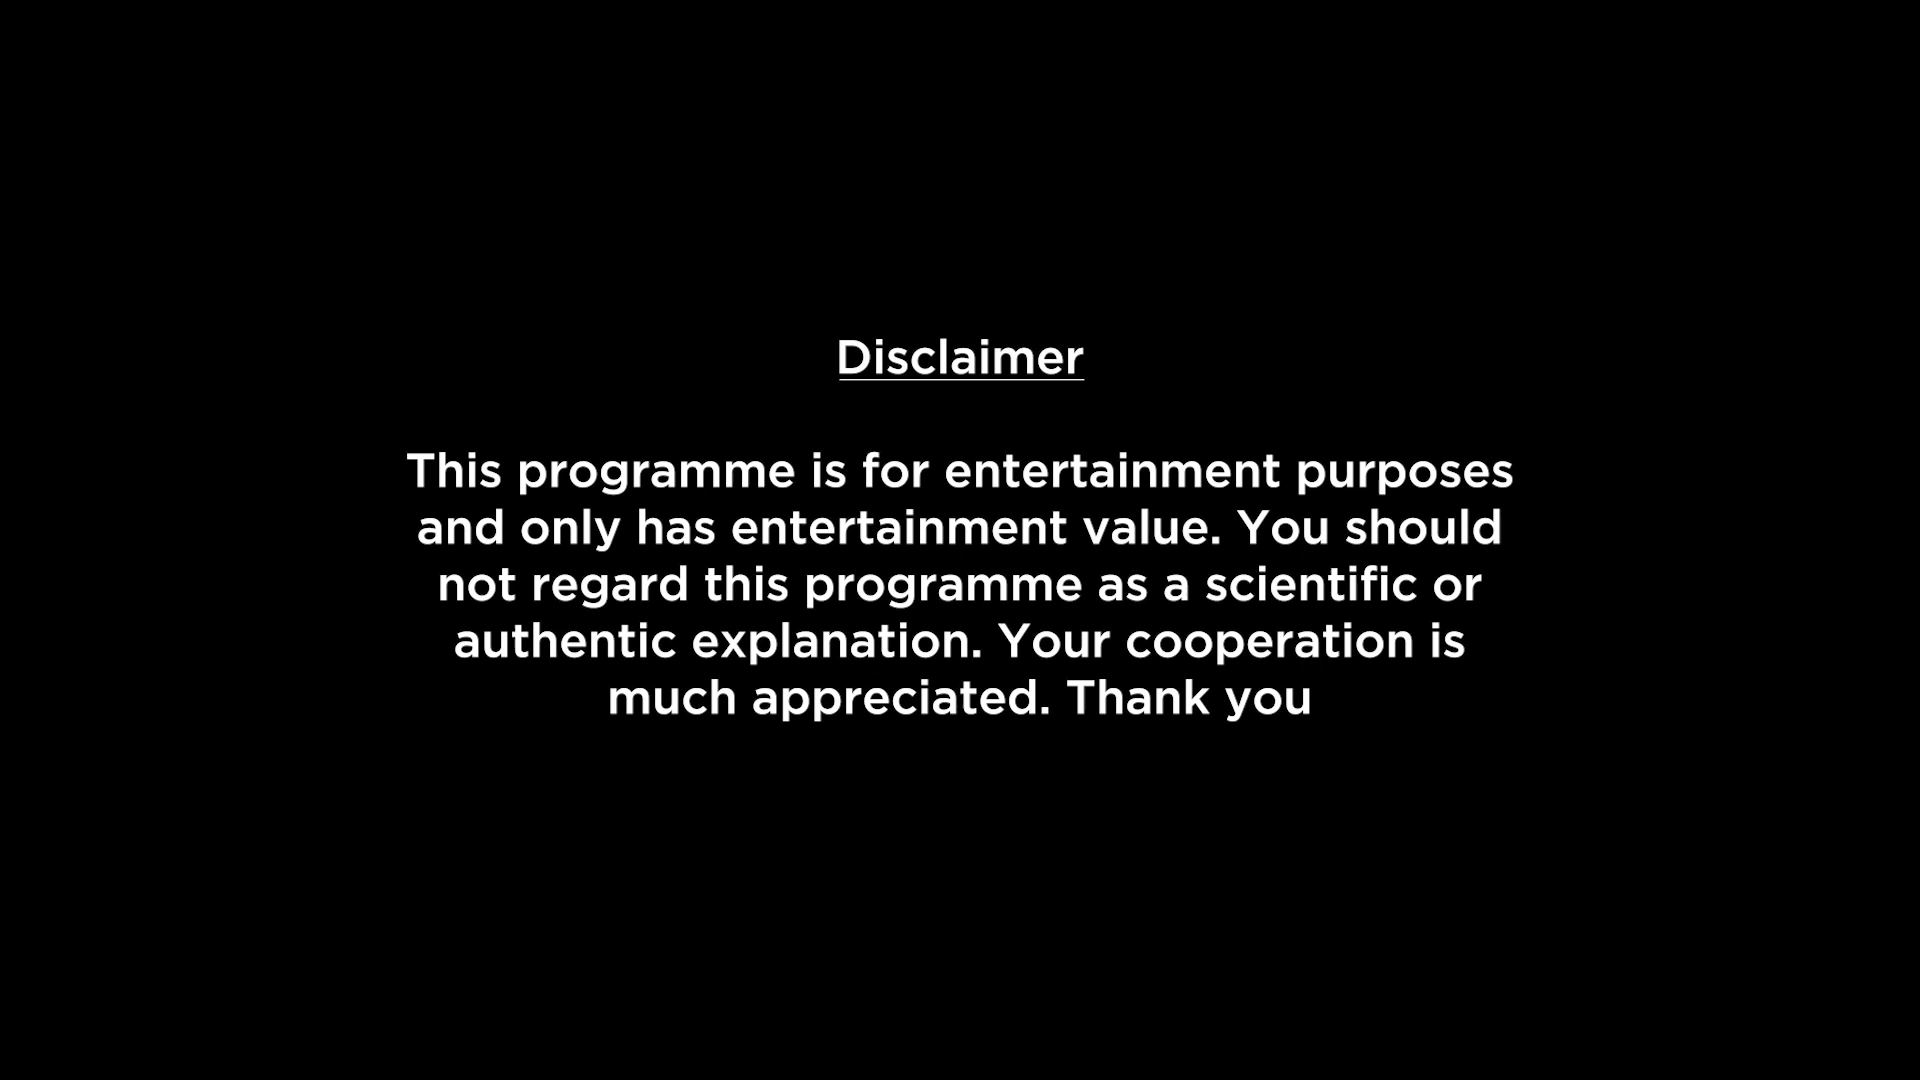 Disclaimer
This programme is for entertainment purposes
and only has entertainment value. You should
not regard this programme as a scientific or
authentic explanation. Your cooperation is
much appreciated. Thank you